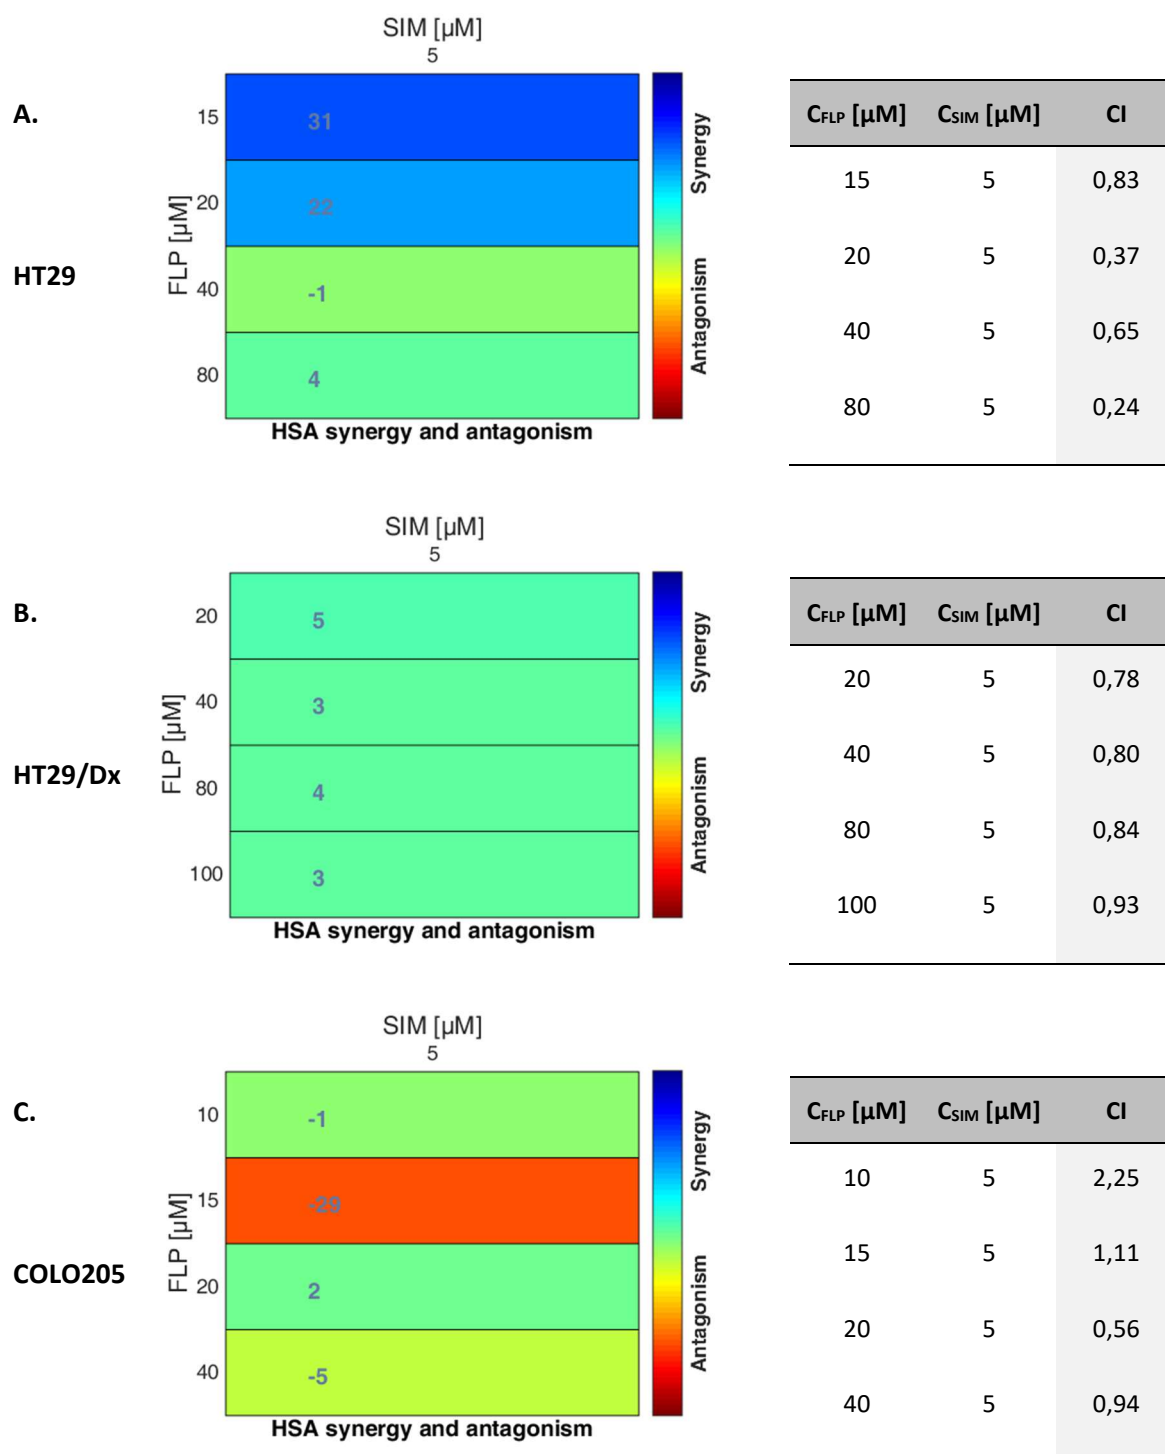 SIM [µM]
5
A.
HT29
FLP [µM]
15
31
20
22
40
-1
80
4
Synergy
Antagonism
HSA synergy and antagonism
CFLP [µM] CSIM [µM] CI
15 5 0,83
20 5 0,37
40 5 0,65
80 5 0,24
SIM [µM]
5
B.
HT29/Dx
FLP [µM]
20
5
40
3
80
4
100
3
Synergy
Antagonism
HSA synergy and antagonism
CFLP [µM] CSIM [µM] CI
20 5 0,78
40 5 0,80
80 5 0,84
100 5 0,93
SIM [µM]
5
C.
COLO205
FLP [µM]
10
-1
15
-29
20
2
40
-5
Synergy
Antagonism
HSA synergy and antagonism
CFLP [µM] CSIM [µM] CI
10 5 2,25
15 5 1,11
20 5 0,56
40 5 0,94